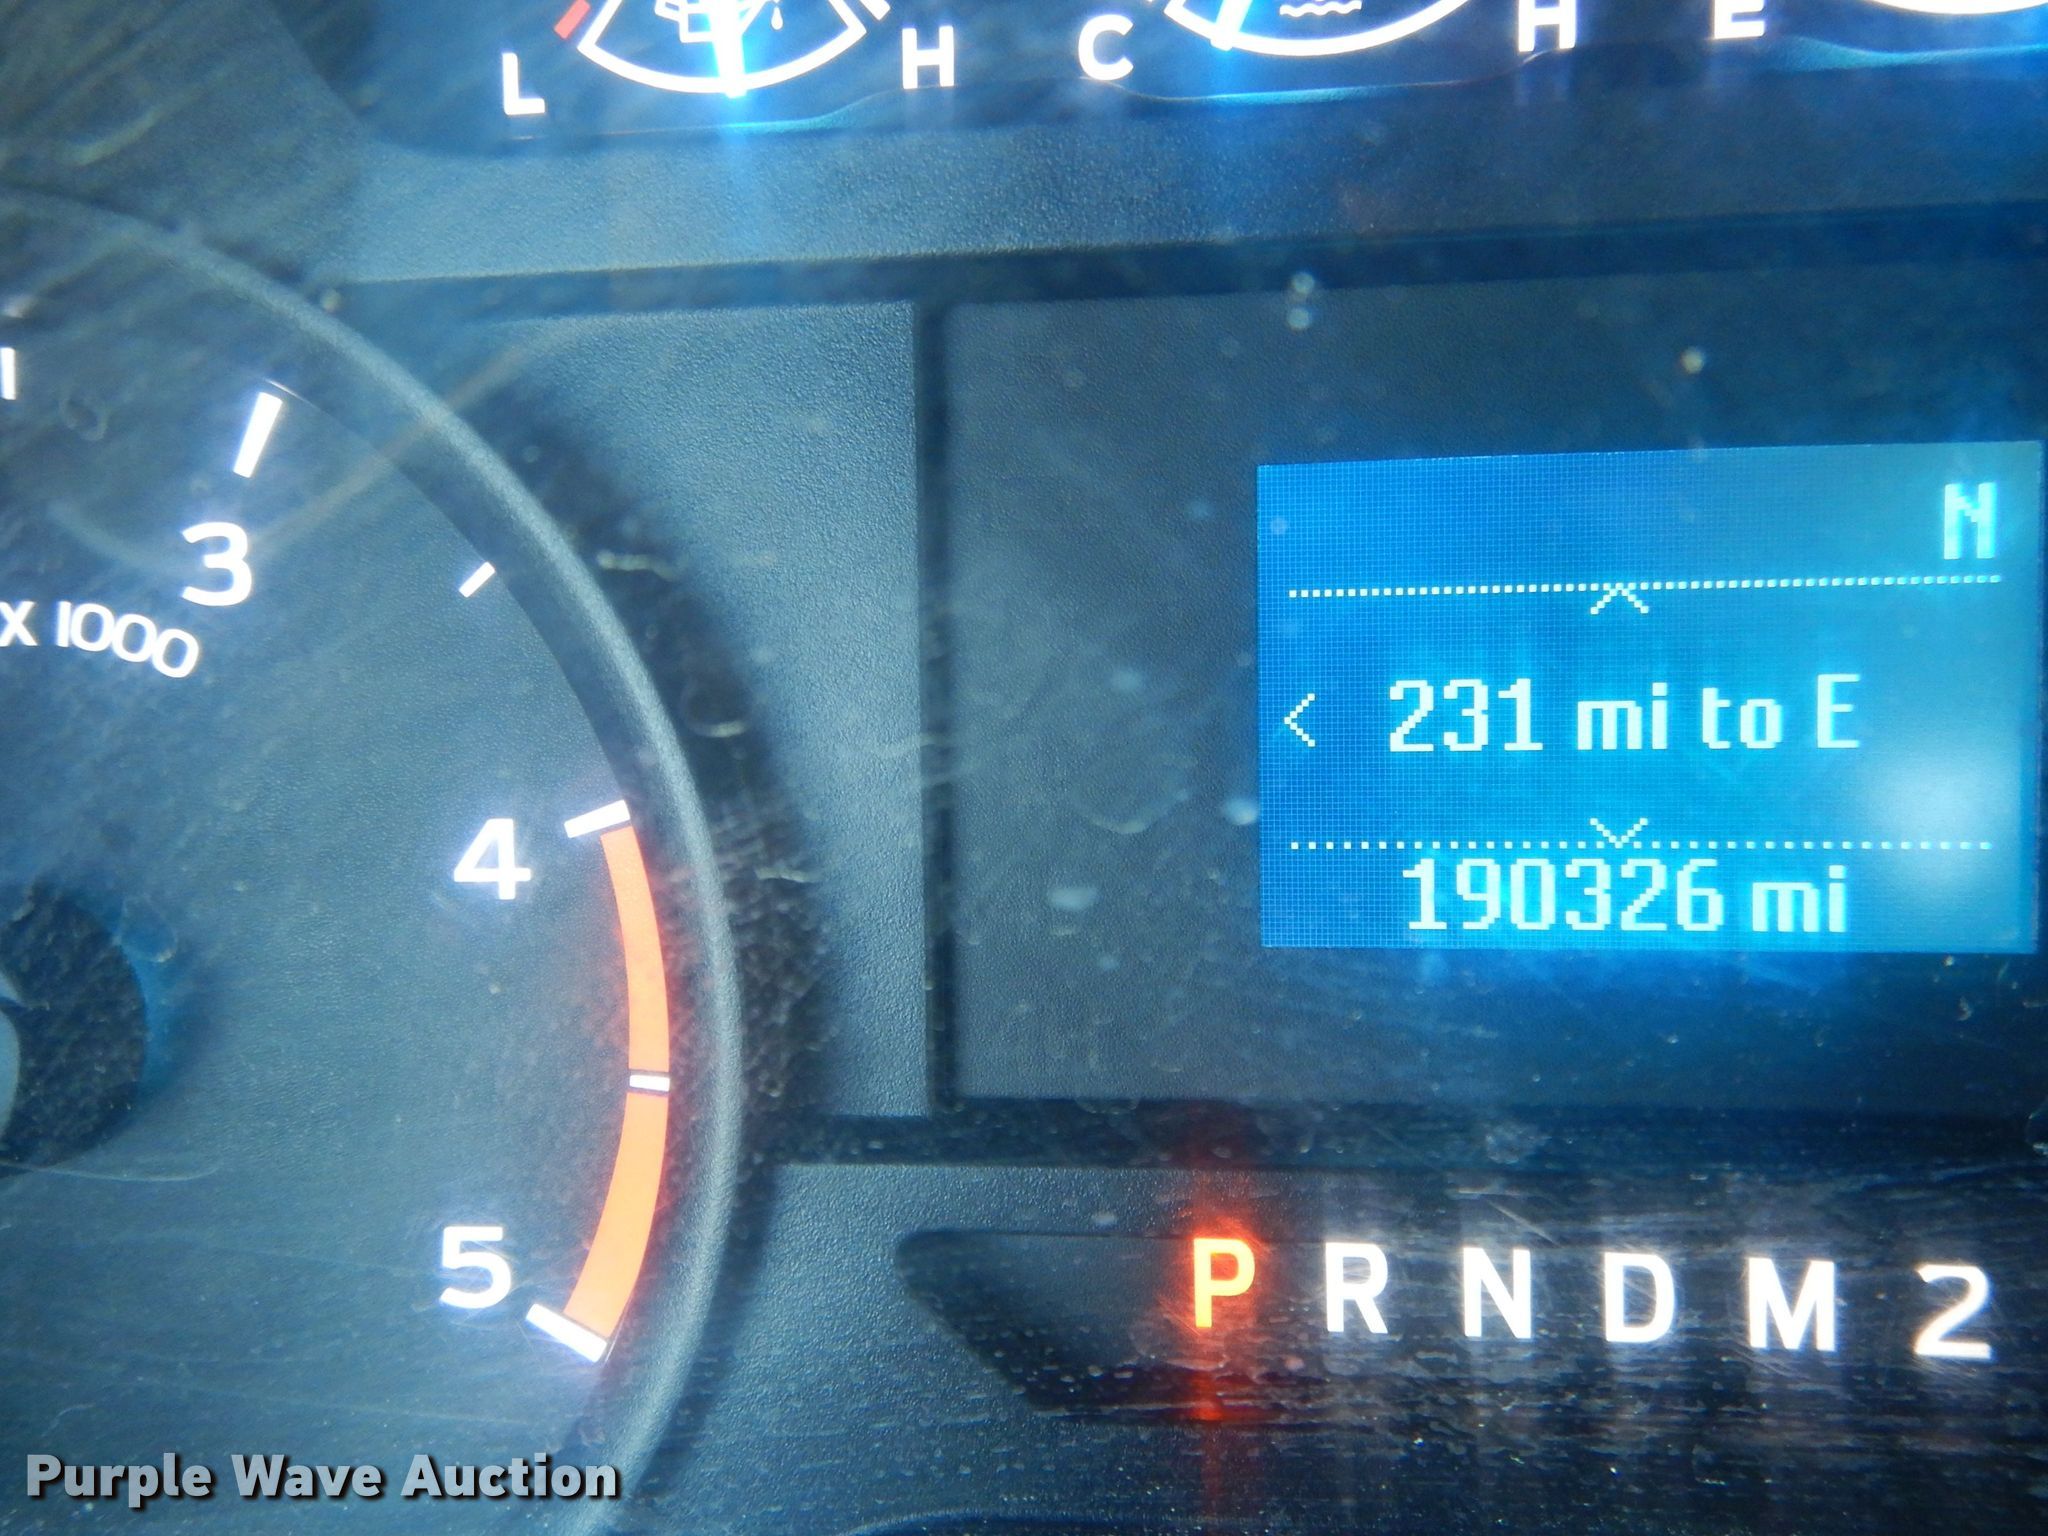 L H C H E
3
X 1000
4
5
N
231 mi to E
190326 mi
P R N D M 2
Purple Wave Auction